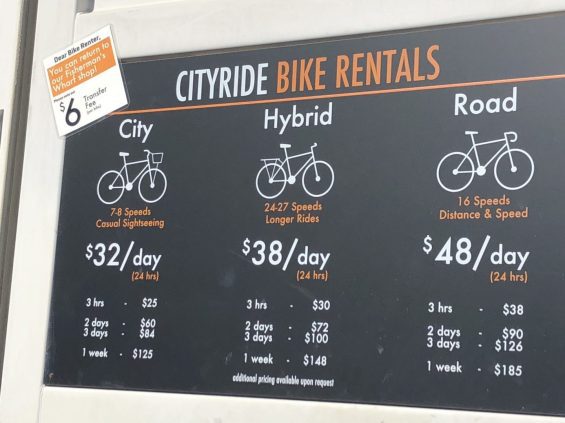 Dear Bike Renter,
You can return to
our Fisherman's
Wharf shop!
$6 Transfer
Fee
CITYRIDE BIKE RENTALS
City
7-8 Speeds
Casual Sightseeing
$32/day
(24 hrs)
3 hrs - $25
2 days - $60
3 days - $84
1 week - $125
Hybrid
24-27 Speeds
Longer Rides
$38/day
(24 hrs)
3 hrs - $30
2 days - $72
3 days - $100
1 week - $148
additional pricing available upon request
Road
16 Speeds
Distance & Speed
$48/day
(24 hrs)
3 hrs - $38
2 days - $90
3 days - $126
1 week - $185